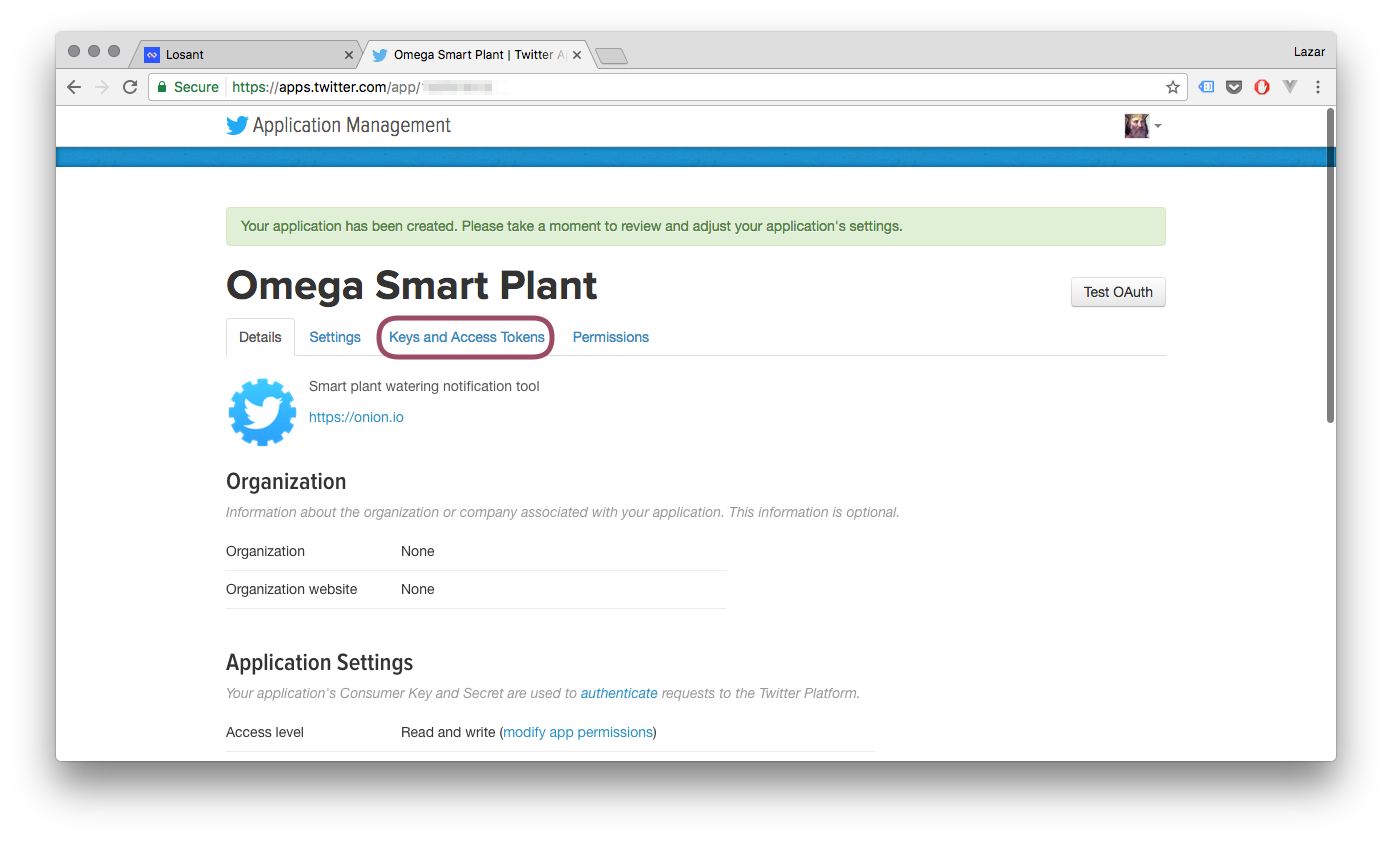 Losant
Omega Smart Plant | Twitter A
Lazar
Secure https://apps.twitter.com/app/
Application Management
Your application has been created. Please take a moment to review and adjust your application's settings.
Omega Smart Plant
Test OAuth
Details Settings Keys and Access Tokens Permissions
Smart plant watering notification tool
https://onion.io
Organization
Information about the organization or company associated with your application. This information is optional.
Organization None
Organization website None
Application Settings
Your application's Consumer Key and Secret are used to authenticate requests to the Twitter Platform.
Access level Read and write (modify app permissions)